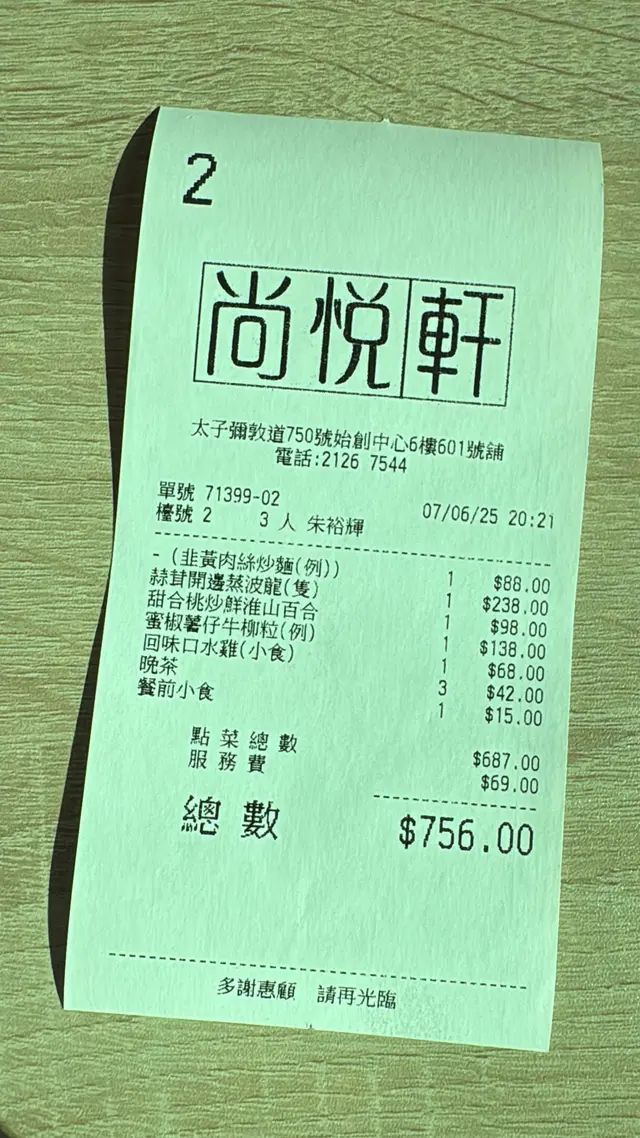 2
尚悅軒
太子彌敦道750號始創中心6樓601號舖
電話:2126 7544
單號 71399-02 07/06/25 20:21
檯號 2 3 人 朱裕輝
- (韭黃肉絲炒麵(例)) 1 $88.00
蒜茸開邊蒸波龍(隻) 1 $238.00
甜合桃炒鮮淮山百合 1 $98.00
蜜椒薯仔牛柳粒(例) 1 $138.00
回味口水雞(小食) 1 $68.00
晚茶 3 $42.00
餐前小食 1 $15.00
點菜總數 $687.00
服務費 $69.00
總數 $756.00
多謝惠顧 請再光臨